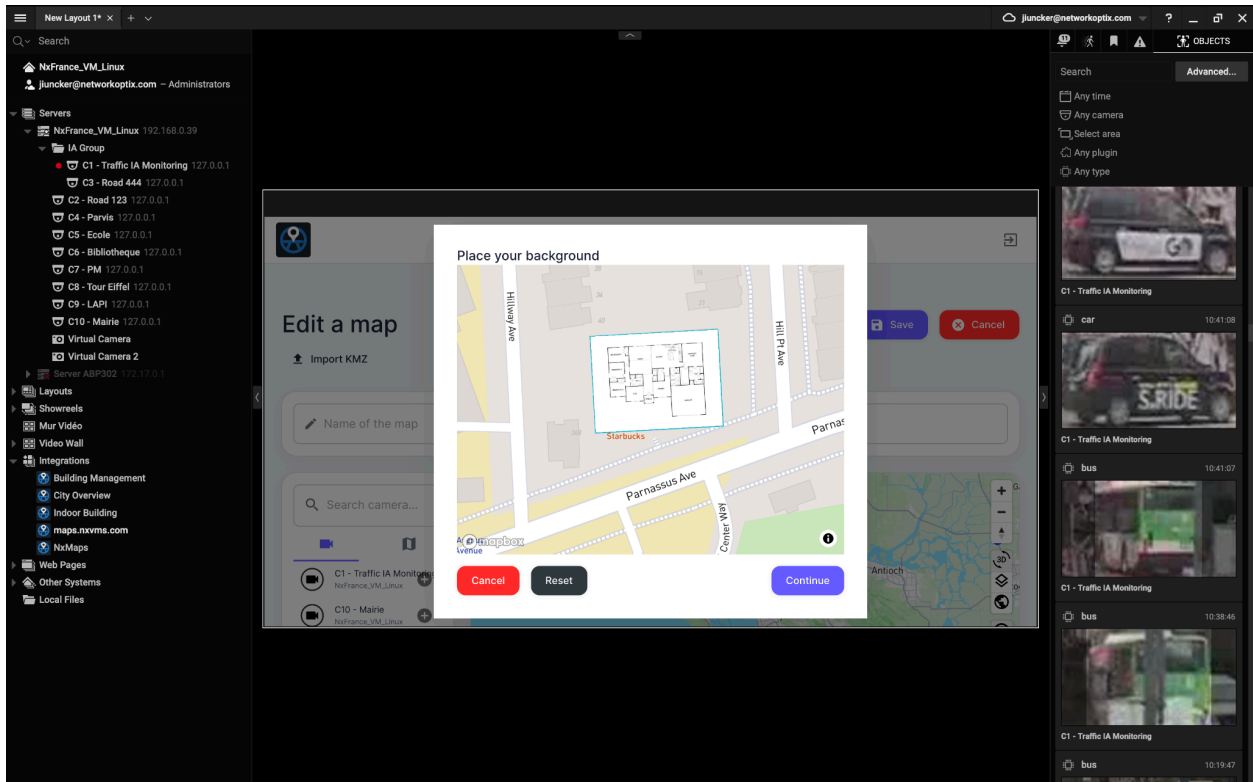 New Layout 1*
jiuncker@networkoptix.com
?
Search
NxFrance_VM_Linux
jiuncker@networkoptix.com – Administrators
Servers
NxFrance_VM_Linux 192.168.0.39
IA Group
C1 - Traffic IA Monitoring 127.0.0.1
C3 - Road 444 127.0.0.1
C2 - Road 123 127.0.0.1
C4 - Parvis 127.0.0.1
C5 - Ecole 127.0.0.1
C6 - Bibliotheque 127.0.0.1
C7 - PM 127.0.0.1
C8 - Tour Eiffel 127.0.0.1
C9 - LAPI 127.0.0.1
C10 - Mairie 127.0.0.1
Virtual Camera
Virtual Camera 2
Server ABP302 172.17.0.1
Layouts
Showreels
Mur Vidéo
Video Wall
Integrations
Building Management
City Overview
Indoor Building
maps.nxvms.com
NxMaps
Web Pages
Other Systems
Local Files
Edit a map
Import KMZ
Save
Cancel
Name of the map
Search camera...
C1 - Traffic IA Monitoring
NxFrance_VM_Linux
C10 - Mairie
NxFrance_VM_Linux
Antioch
3D
Place your background
Hillway Ave
Hill Pt Ave
Starbucks
Parnas
Parnassus Ave
Center Way
mapbox
Avenue
Cancel
Reset
Continue
OBJECTS
Search
Advanced...
Any time
Any camera
Select area
Any plugin
Any type
C1 - Traffic IA Monitoring
car 10:41:08
S.RIDE
C1 - Traffic IA Monitoring
bus 10:41:07
C1 - Traffic IA Monitoring
bus 10:38:46
C1 - Traffic IA Monitoring
bus 10:19:47